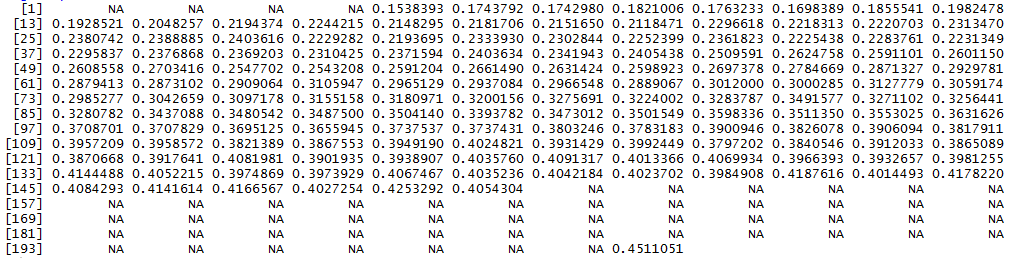 [1] NA NA NA NA 0.1538393 0.1743792 0.1742980 0.1821006 0.1763233 0.1698389 0.1855541 0.1982478
[13] 0.1928521 0.2048257 0.2194374 0.2244215 0.2148295 0.2181706 0.2151650 0.2118471 0.2296618 0.2218313 0.2220703 0.2313470
[25] 0.2380742 0.2388885 0.2403616 0.2229282 0.2193695 0.2333930 0.2302844 0.2252399 0.2361823 0.2225438 0.2283761 0.2231349
[37] 0.2295837 0.2376868 0.2369203 0.2310425 0.2371594 0.2403634 0.2341943 0.2405438 0.2509591 0.2624758 0.2591101 0.2601150
[49] 0.2608558 0.2703416 0.2547702 0.2543208 0.2591204 0.2661490 0.2631424 0.2598923 0.2697378 0.2784669 0.2871327 0.2929781
[61] 0.2879413 0.2873102 0.2909064 0.3105947 0.2965129 0.2937084 0.2966548 0.2889067 0.3012000 0.3000285 0.3127779 0.3059174
[73] 0.2985277 0.3042659 0.3097178 0.3155158 0.3180971 0.3200156 0.3275691 0.3224002 0.3283787 0.3491577 0.3271102 0.3256441
[85] 0.3280782 0.3437088 0.3480542 0.3487500 0.3504140 0.3393782 0.3473012 0.3501549 0.3598336 0.3511350 0.3553025 0.3631626
[97] 0.3708701 0.3707829 0.3695125 0.3655945 0.3737537 0.3737431 0.3803246 0.3783183 0.3900946 0.3826078 0.3906094 0.3817911
[109] 0.3957209 0.3958572 0.3821389 0.3867553 0.3949190 0.4024821 0.3931429 0.3992449 0.3797202 0.3840546 0.3912033 0.3865089
[121] 0.3870668 0.3917641 0.4081981 0.3901935 0.3938907 0.4035760 0.4091317 0.4013366 0.4069934 0.3966393 0.3932657 0.3981255
[133] 0.4144488 0.4052215 0.3974869 0.3973929 0.4067467 0.4035236 0.4042184 0.4023702 0.3984908 0.4187616 0.4014493 0.4178220
[145] 0.4084293 0.4141614 0.4166567 0.4027254 0.4253292 0.4054304 NA NA NA NA NA NA
[157] NA NA NA NA NA NA NA NA NA NA NA NA
[169] NA NA NA NA NA NA NA NA NA NA NA NA
[181] NA NA NA NA NA NA NA NA NA NA NA NA
[193] NA NA NA NA NA NA 0.4511051